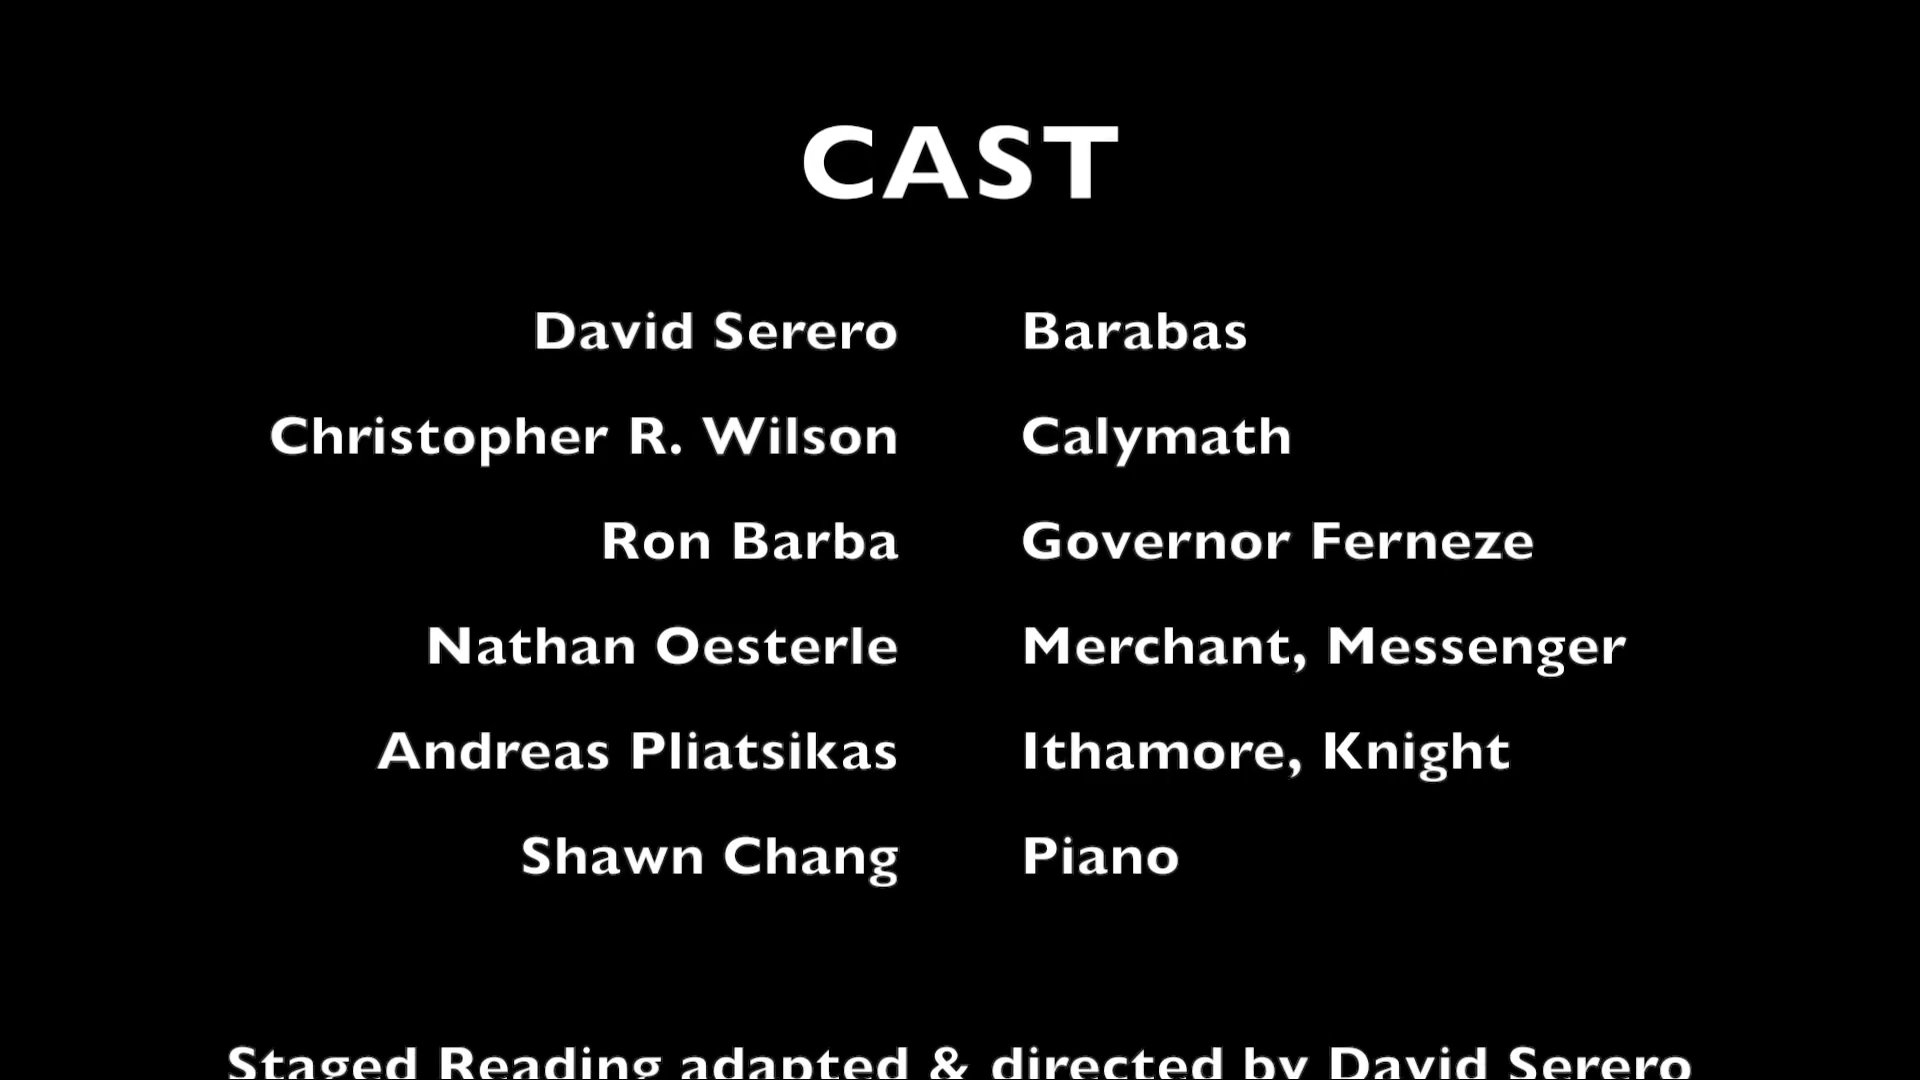 CAST
David Serero Barabas
Christopher R. Wilson Calymath
Ron Barba Governor Ferneze
Nathan Oesterle Merchant, Messenger
Andreas Pliatsikas Ithamore, Knight
Shawn Chang Piano
Staged Reading adapted & directed by David Serero